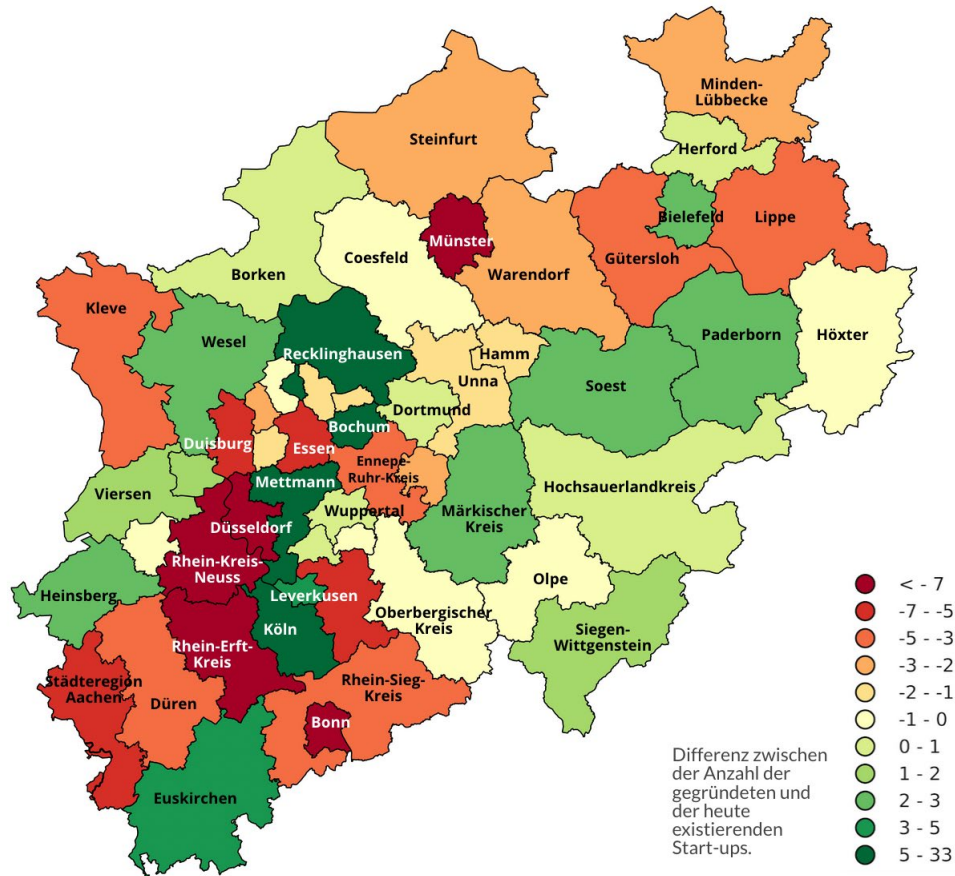 Minden-
Lübbecke
Steinfurt
Herford
Bielefeld
Lippe
Münster
Coesfeld
Gütersloh
Borken
Warendorf
Kleve
Wesel
Paderborn
Höxter
Recklinghausen
Hamm
Unna
Soest
Dortmund
Bochum
Duisburg
Essen
Ennepe-
Ruhr-Kreis
Mettmann
Viersen
Hochsauerlandkreis
Wuppertal
Märkischer
Kreis
Düsseldorf
Rhein-Kreis-
Neuss
Olpe
Heinsberg
Leverkusen
Oberbergischer
Kreis
Köln
Siegen-
Wittgenstein
Rhein-Erft-
Kreis
Städteregion
Aachen
Rhein-Sieg-
Kreis
Düren
Bonn
Euskirchen
Differenz zwischen
der Anzahl der
gegründeten und
der heute
existierenden
Start-ups.
< - 7
-7 - -5
-5 - -3
-3 - -2
-2 - -1
-1 - 0
0 - 1
1 - 2
2 - 3
3 - 5
5 - 33